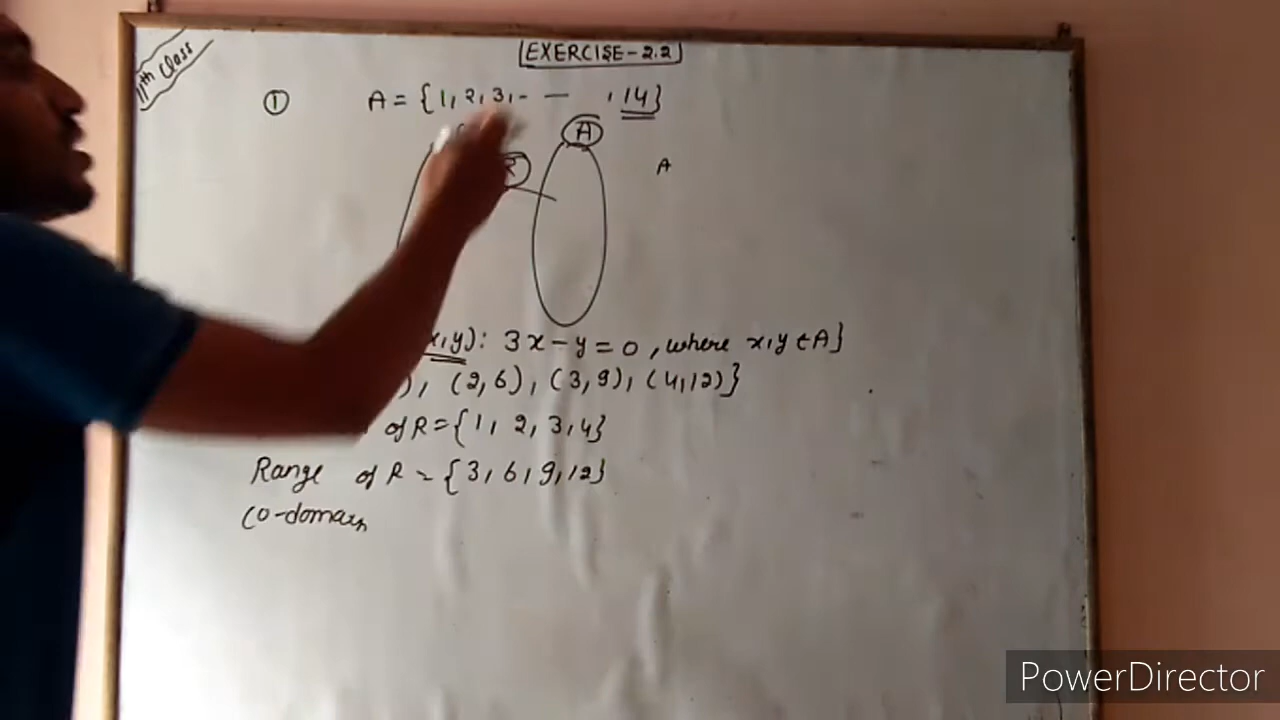 11th Class
EXERCISE-2.2
① A = {1, 2, 3, - — , 14}
A
R
A
x,y): 3x - y = 0, where x,y ∈ A}
), (2,6), (3,9), (4,12)}
of R = {1, 2, 3, 4}
Range of R = {3, 6, 9, 12}
Co-domain
PowerDirector